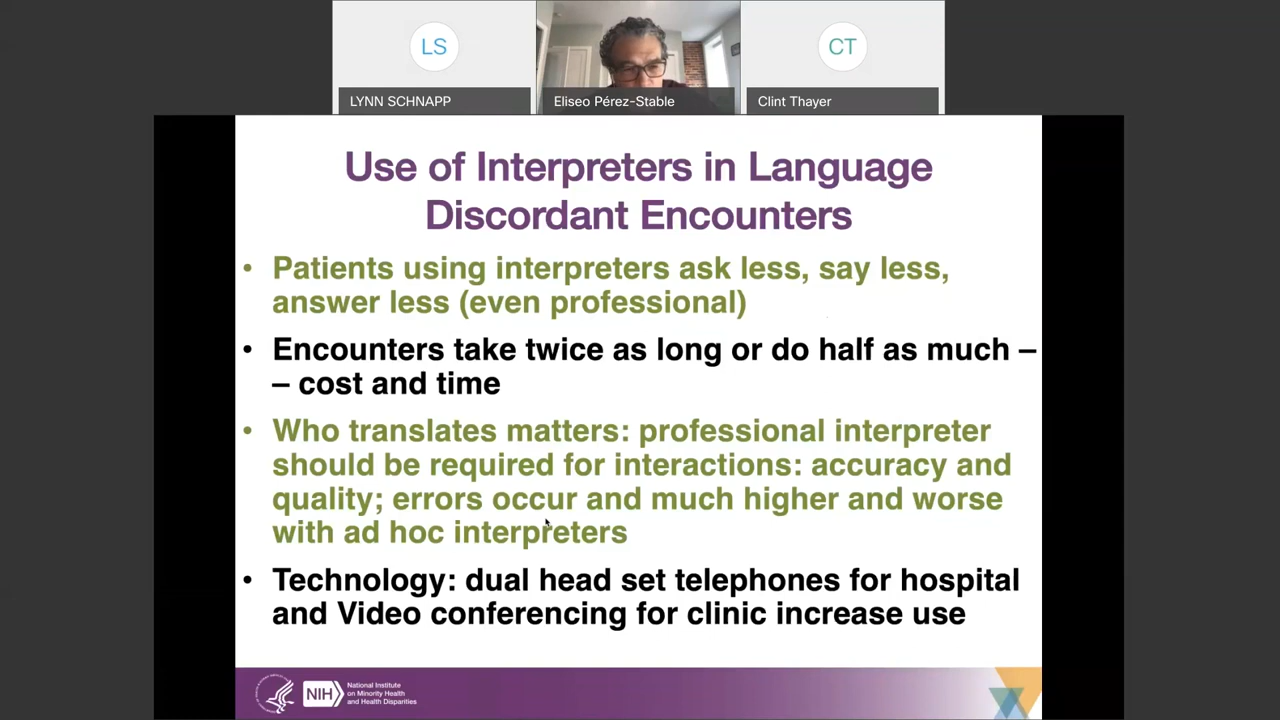 LS
CT
LYNN SCHNAPP
Eliseo Pérez-Stable
Clint Thayer
Use of Interpreters in Language
Discordant Encounters
• Patients using interpreters ask less, say less,
answer less (even professional)
• Encounters take twice as long or do half as much –
– cost and time
• Who translates matters: professional interpreter
should be required for interactions: accuracy and
quality; errors occur and much higher and worse
with ad hoc interpreters
• Technology: dual head set telephones for hospital
and Video conferencing for clinic increase use
NIH
National Institute
on Minority Health
and Health Disparities